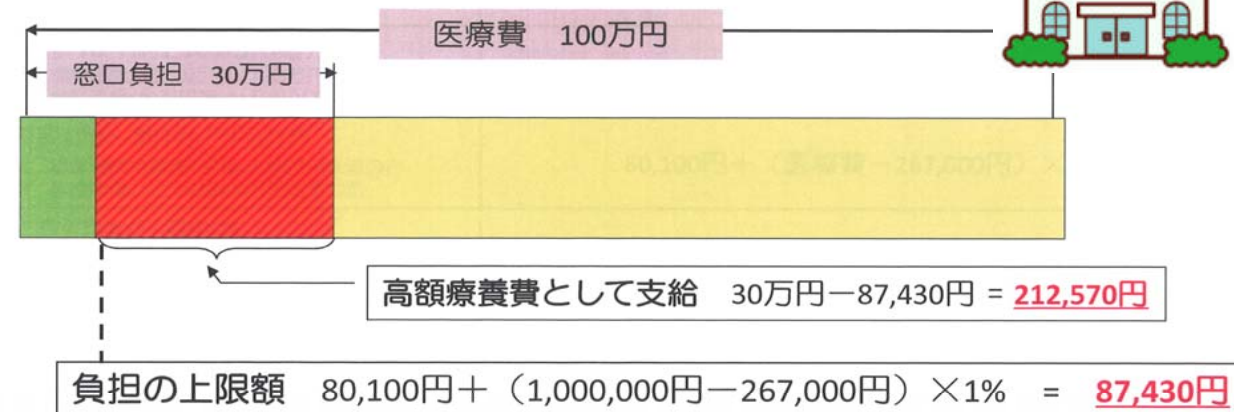 医療費 100万円
窓口負担 30万円
高額療養費として支給 30万円－87,430円 = 212,570円
負担の上限額 80,100円＋（1,000,000円－267,000円）×1% = 87,430円